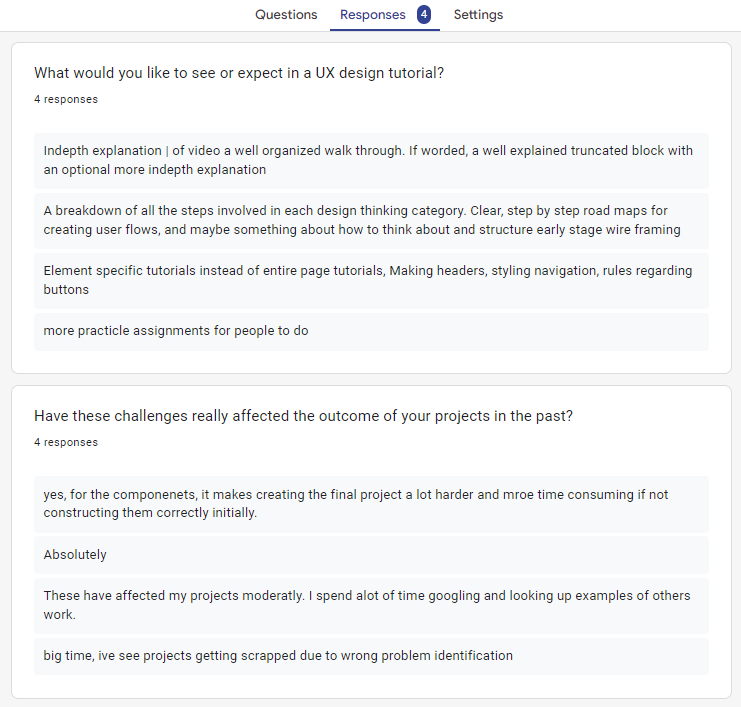 Questions
Responses 4
Settings
What would you like to see or expect in a UX design tutorial?
4 responses
Indepth explanation | of video a well organized walk through. If worded, a well explained truncated block with
an optional more indepth explanation
A breakdown of all the steps involved in each design thinking category. Clear, step by step road maps for
creating user flows, and maybe something about how to think about and structure early stage wire framing
Element specific tutorials instead of entire page tutorials, Making headers, styling navigation, rules regarding
buttons
more practicle assignments for people to do
Have these challenges really affected the outcome of your projects in the past?
4 responses
yes, for the componenets, it makes creating the final project a lot harder and mroe time consuming if not
constructing them correctly initially.
Absolutely
These have affected my projects moderatly. I spend alot of time googling and looking up examples of others
work.
big time, ive see projects getting scrapped due to wrong problem identification